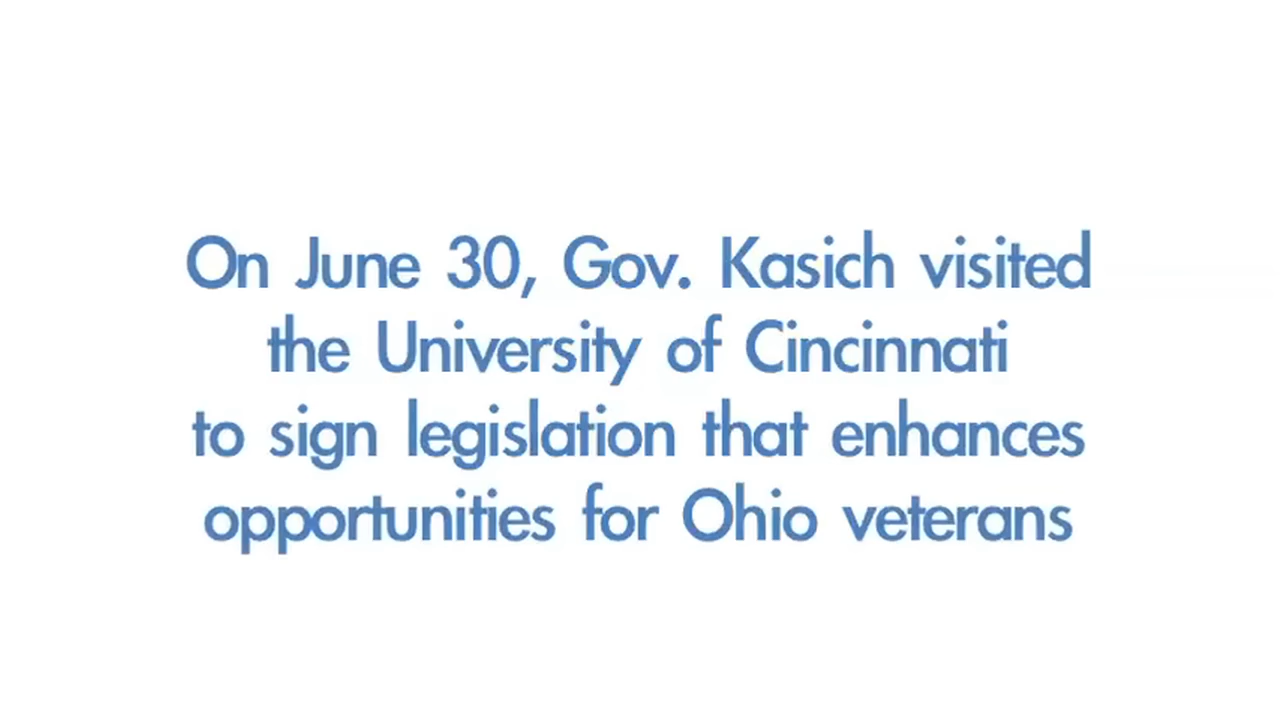 On June 30, Gov. Kasich visited
the University of Cincinnati
to sign legislation that enhances
opportunities for Ohio veterans